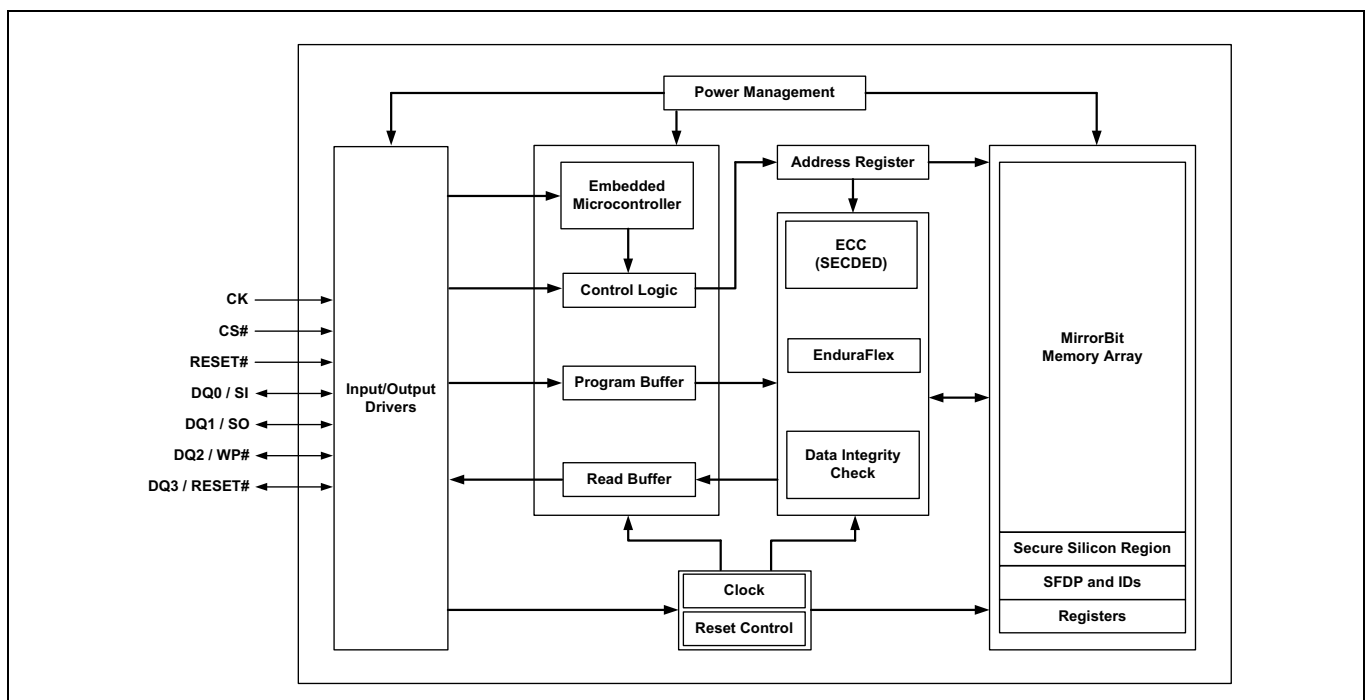 Power Management
Address Register
Embedded
Microcontroller
ECC
(SECDED)
Control Logic
CK
CS#
RESET#
DQ0 / SI
DQ1 / SO
DQ2 / WP#
DQ3 / RESET#
Input/Output
Drivers
EnduraFlex
MirrorBit
Memory Array
Program Buffer
Data Integrity
Check
Read Buffer
Secure Silicon Region
SFDP and IDs
Registers
Clock
Reset Control